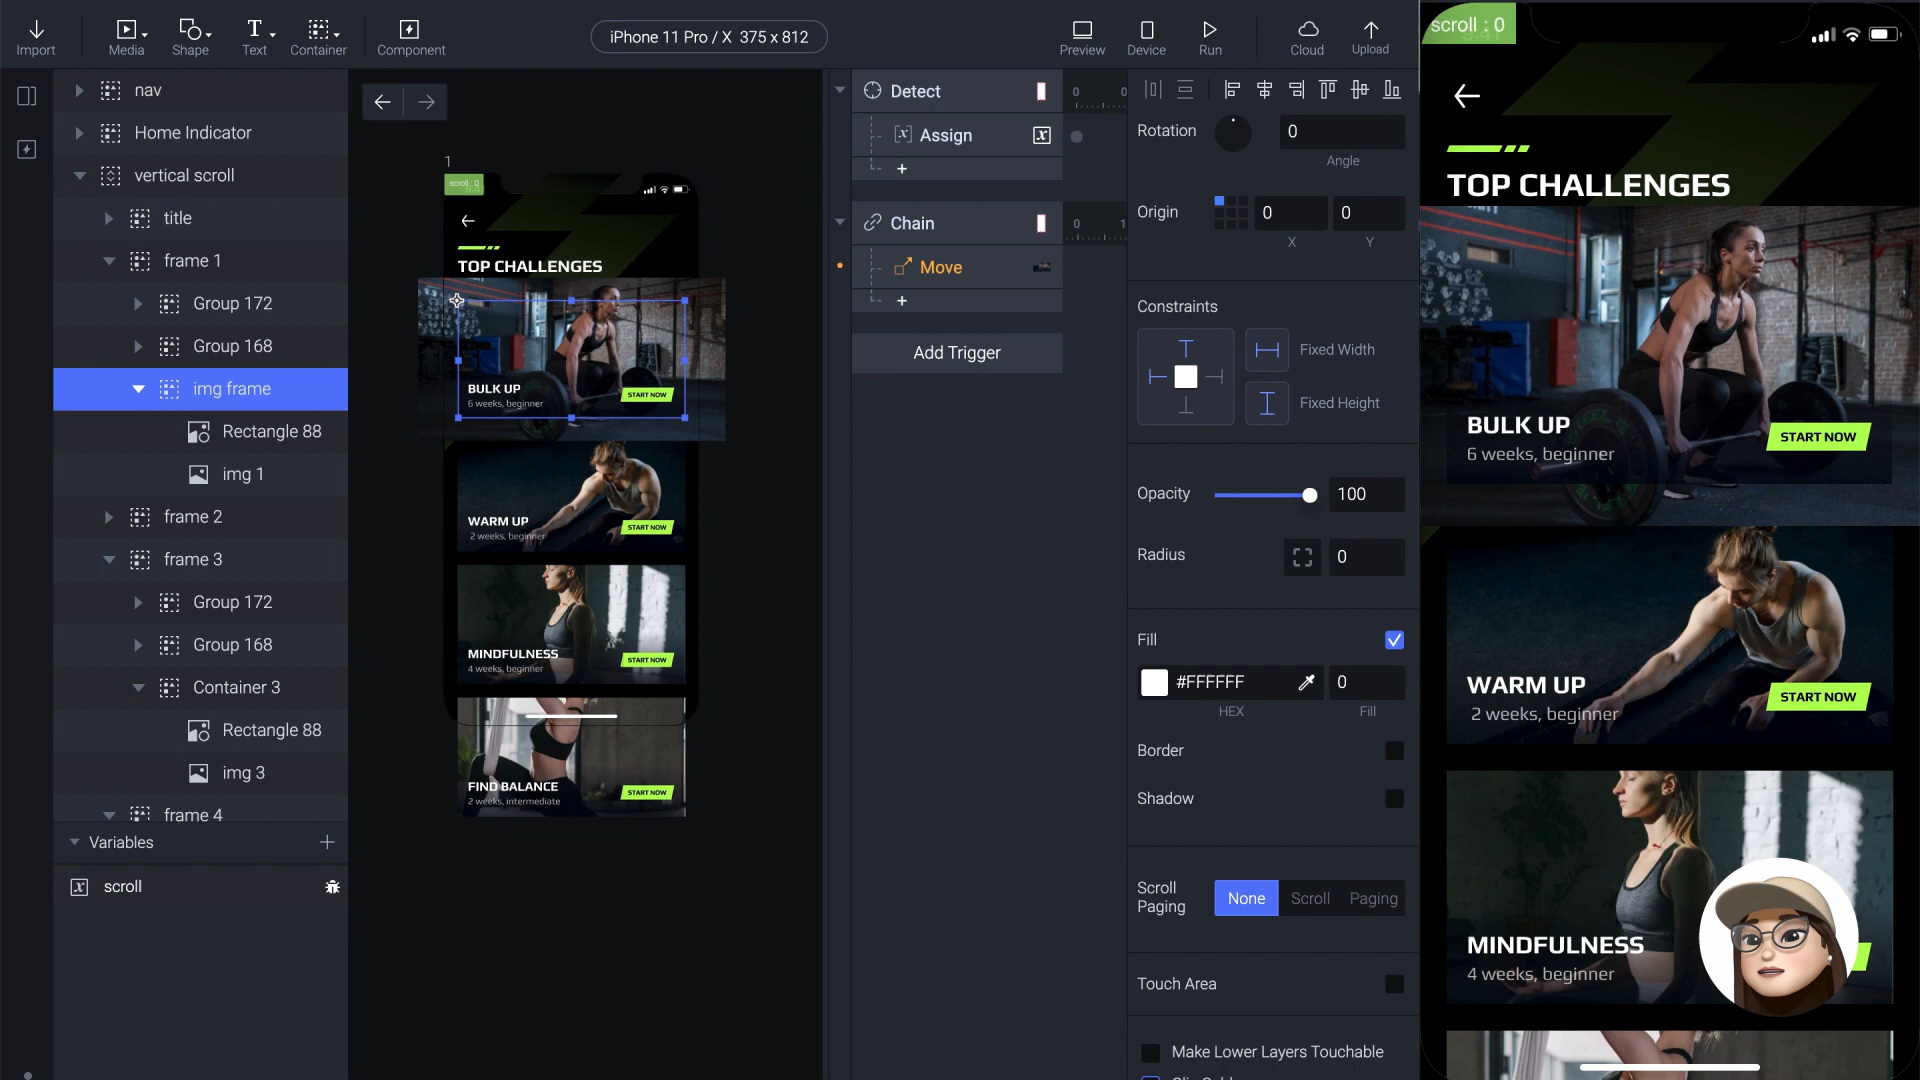 Import
Media
Shape
Text
Container
Component
iPhone 11 Pro / X 375 x 812
Preview
Device
Run
Cloud
Upload
nav
Home Indicator
vertical scroll
title
frame 1
Group 172
Group 168
img frame
Rectangle 88
img 1
frame 2
frame 3
Group 172
Group 168
Container 3
Rectangle 88
img 3
frame 4
Variables
scroll
1
scroll : 0
TOP CHALLENGES
BULK UP
6 weeks, beginner
START NOW
WARM UP
2 weeks, beginner
START NOW
MINDFULNESS
4 weeks, beginner
START NOW
FIND BALANCE
2 weeks, intermediate
START NOW
Detect
0 0
Assign
+
Chain
0 1
Move
+
Add Trigger
Rotation 0
Angle
Origin 0 0
X Y
Constraints
Fixed Width
Fixed Height
Opacity 100
Radius 0
Fill
#FFFFFF 0
HEX Fill
Border
Shadow
Scroll
Paging
None Scroll Paging
Touch Area
Make Lower Layers Touchable
scroll : 0
TOP CHALLENGES
BULK UP
6 weeks, beginner
START NOW
WARM UP
2 weeks, beginner
START NOW
MINDFULNESS
4 weeks, beginner